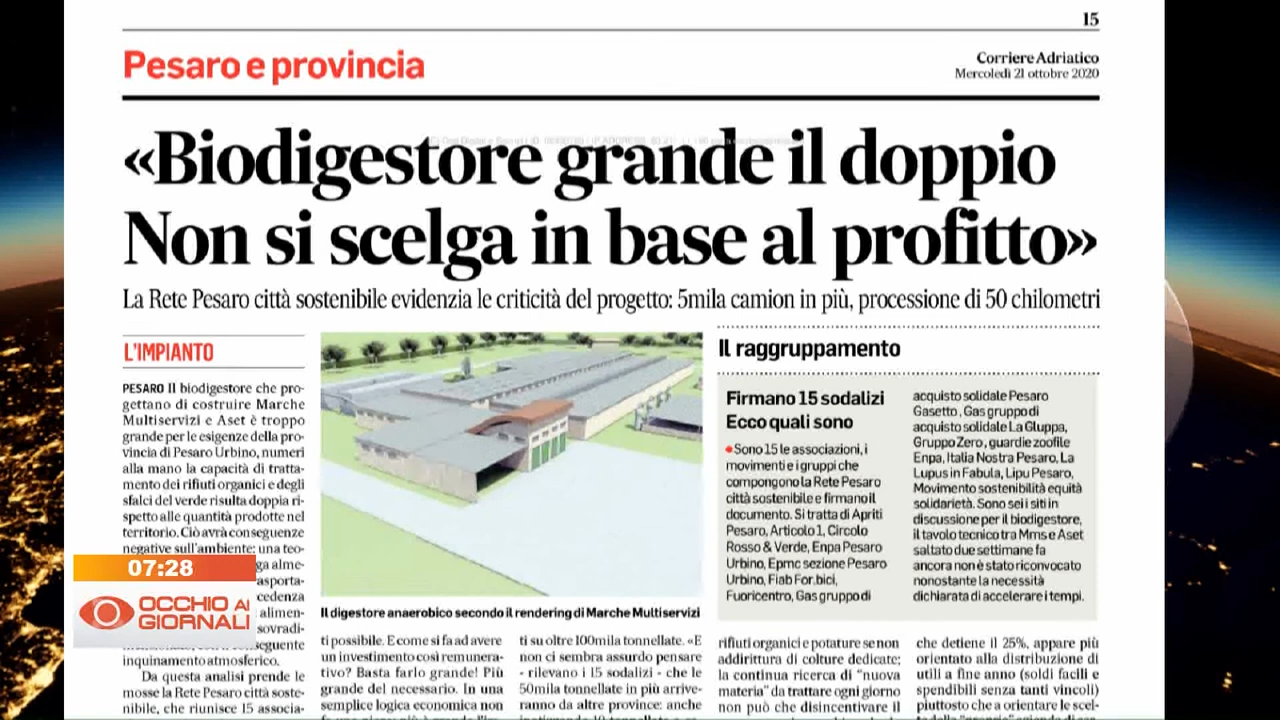 15
Pesaro e provincia
Corriere Adriatico
Mercoledì 21 ottobre 2020
«Biodigestore grande il doppio
Non si scelga in base al profitto»
La Rete Pesaro città sostenibile evidenzia le criticità del progetto: 5mila camion in più, processione di 50 chilometri
L'IMPIANTO
PESARO Il biodigestore che pro-
gettano di costruire Marche
Multiservizi e Aset è troppo
grande per le esigenze della pro-
vincia di Pesaro Urbino, numeri
alla mano la capacità di tratta-
mento dei rifiuti organici e degli
sfalci del verde risulta doppia ri-
spetto alle quantità prodotte nel
territorio. Ciò avrà conseguenze
negative sull'ambiente: una teo-
ga alme-
asporta-
cedenza
alimen-
sovradi-
seguente
inquinamento atmosferico.
Da questa analisi prende le
mosse la Rete Pesaro città soste-
nibile, che riunisce 15 associa-
07:28
OCCHIO AI
GIORNALI
Il digestore anaerobico secondo il rendering di Marche Multiservizi
ti possibile. E come si fa ad avere
un investimento così remunera-
tivo? Basta farlo grande! Più
grande del necessario. In una
semplice logica economica non
ti su oltre 100mila tonnellate. «E
non ci sembra assurdo pensare
- rilevano i 15 sodalizi - che le
50mila tonnellate in più arrive-
ranno da altre province: anche
Il raggruppamento
Firmano 15 sodalizi
Ecco quali sono
Sono 15 le associazioni, i
movimenti e i gruppi che
compongono la Rete Pesaro
città sostenibile e firmano il
documento. Si tratta di Apriti
Pesaro, Articolo 1, Circolo
Rosso & Verde, Enpa Pesaro
Urbino, Epmc sezione Pesaro
Urbino, Fiab For.bici,
Fuoricentro, Gas gruppo di
acquisto solidale Pesaro
Gasetto, Gas gruppo di
acquisto solidale La Gluppa,
Gruppo Zero, guardie zoofile
Enpa, Italia Nostra Pesaro, La
Lupus in Fabula, Lipu Pesaro,
Movimento sostenibilità equità
solidarietà. Sono sei i siti in
discussione per il biodigestore,
il tavolo tecnico tra Mms e Aset
saltato due settimane fa
ancora non è stato riconvocato
nonostante la necessità
dichiarata di accelerare i tempi.
rifiuti organici e potature se non
addirittura di colture dedicate;
la continua ricerca di "nuova
materia" da trattare ogni giorno
non può che disincentivare il
che detiene il 25%, appare più
orientato alla distribuzione di
utili a fine anno (soldi facili e
spendibili senza tanti vincoli)
piuttosto che a orientare le scel-